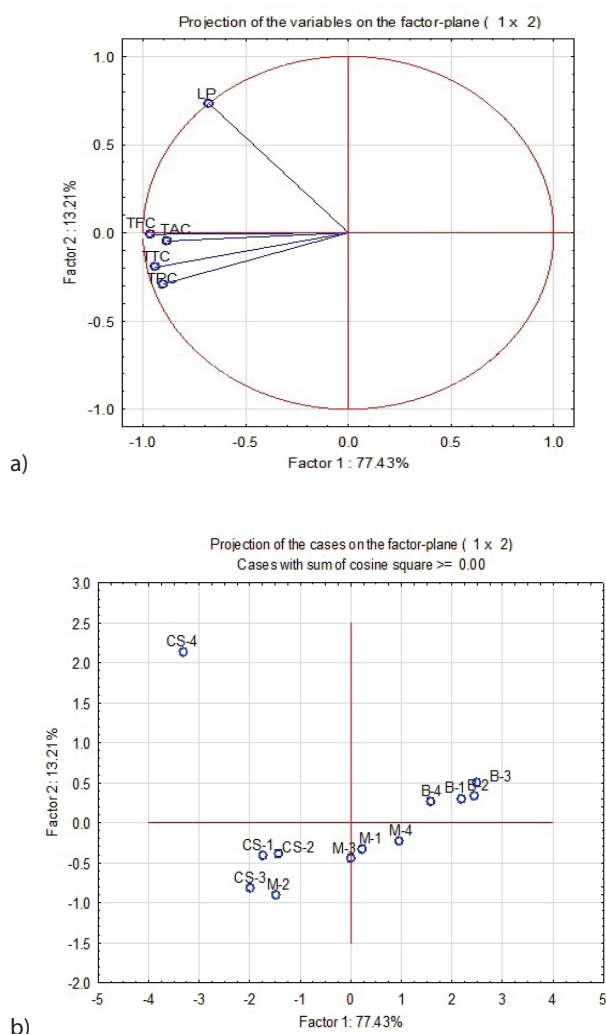 Projection of the variables on the factor-plane ( 1 x 2)
1.0
LP
0.5
TFC TAC
0.0
TTC
TPC
-0.5
-1.0
Factor 2 : 13.21%
-1.0 -0.5 0.0 0.5 1.0
Factor 1 : 77.43%
a)
Projection of the cases on the factor-plane ( 1 x 2)
Cases with sum of cosine square >= 0.00
3.0
2.5
CS-4
2.0
1.5
1.0
0.5
B-3
B-4 B-1 B-2
0.0
M-4
M-1
CS-1 CS-2 M-3
-0.5
CS-3 M-2
-1.0
-1.5
-2.0
Factor 2: 13.21%
-5 -4 -3 -2 -1 0 1 2 3 4 5
Factor 1: 77.43%
b)